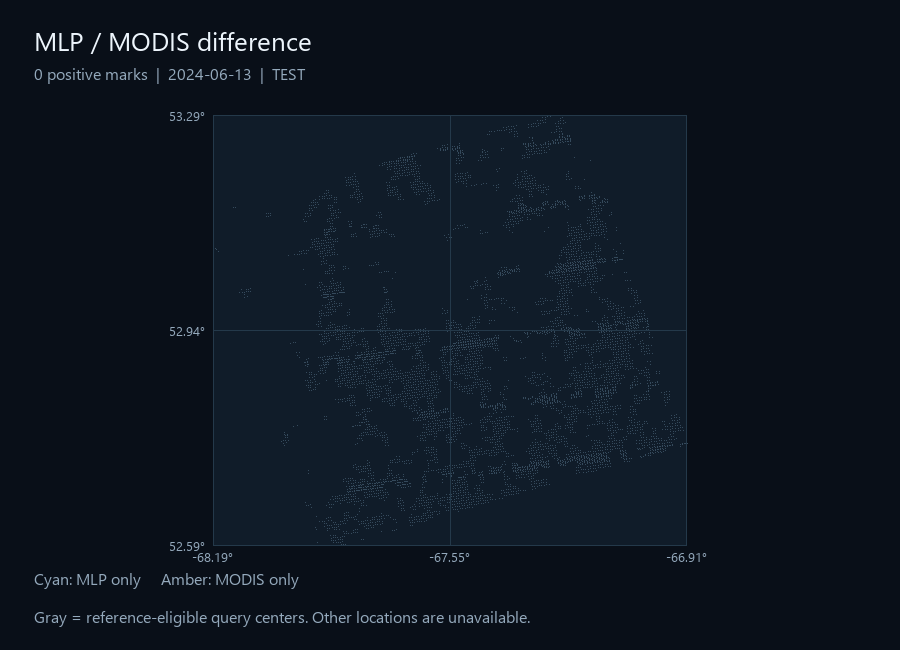 MLP / MODIS difference
0 positive marks | 2024-06-13 | TEST
53.29°
52.94°
52.59°
-68.19° -67.55° -66.91°
Cyan: MLP only Amber: MODIS only
Gray = reference-eligible query centers. Other locations are unavailable.